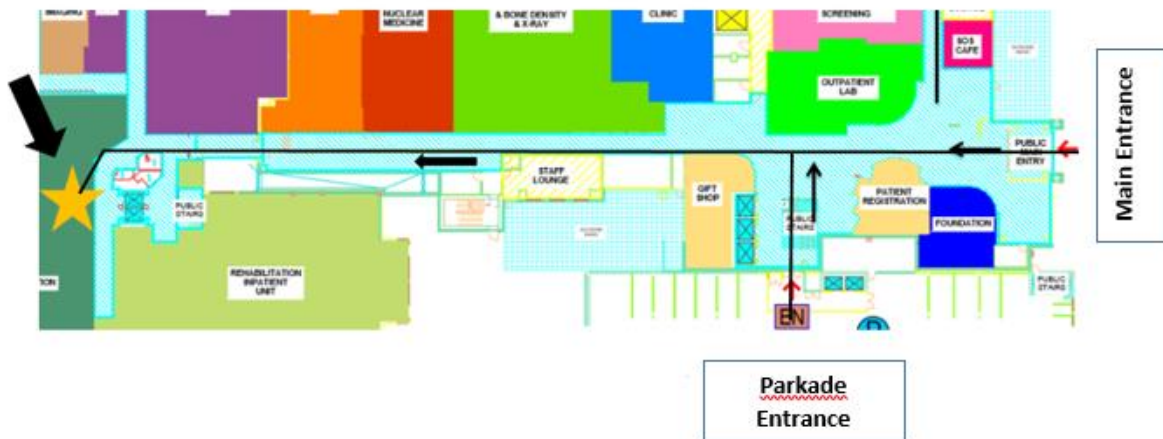 NUCLEAR
MEDICINE
& BONE DENSITY
& X-RAY
CLINIC
SCREENING
SOS
CAFE
OUTPATIENT
LAB
PUBLIC
MAIN
ENTRY
Main Entrance
STAFF
LOUNGE
GIFT
SHOP
PUBLIC
STAIRS
PATIENT
REGISTRATION
FOUNDATION
PUBLIC
STAIRS
PUBLIC
STAIRS
REHABILITATION
INPATIENT
UNIT
EN
P
Parkade
Entrance